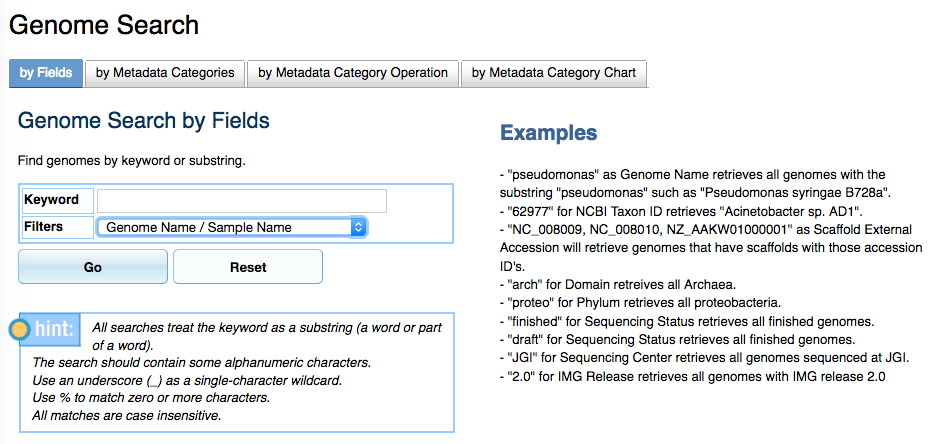 Genome Search
by Fields
by Metadata Categories
by Metadata Category Operation
by Metadata Category Chart
Genome Search by Fields
Find genomes by keyword or substring.
Keyword
Filters
Genome Name / Sample Name
Go
Reset
hint:
All searches treat the keyword as a substring (a word or part
of a word).
The search should contain some alphanumeric characters.
Use an underscore (_) as a single-character wildcard.
Use % to match zero or more characters.
All matches are case insensitive.
Examples
- "pseudomonas" as Genome Name retrieves all genomes with the
substring "pseudomonas" such as "Pseudomonas syringae B728a".
- "62977" for NCBI Taxon ID retrieves "Acinetobacter sp. AD1".
- "NC_008009, NC_008010, NZ_AAKW01000001" as Scaffold External
Accession will retrieve genomes that have scaffolds with those accession
ID's.
- "arch" for Domain retreives all Archaea.
- "proteo" for Phylum retrieves all proteobacteria.
- "finished" for Sequencing Status retrieves all finished genomes.
- "draft" for Sequencing Status retrieves all finished genomes.
- "JGI" for Sequencing Center retrieves all genomes sequenced at JGI.
- "2.0" for IMG Release retrieves all genomes with IMG release 2.0